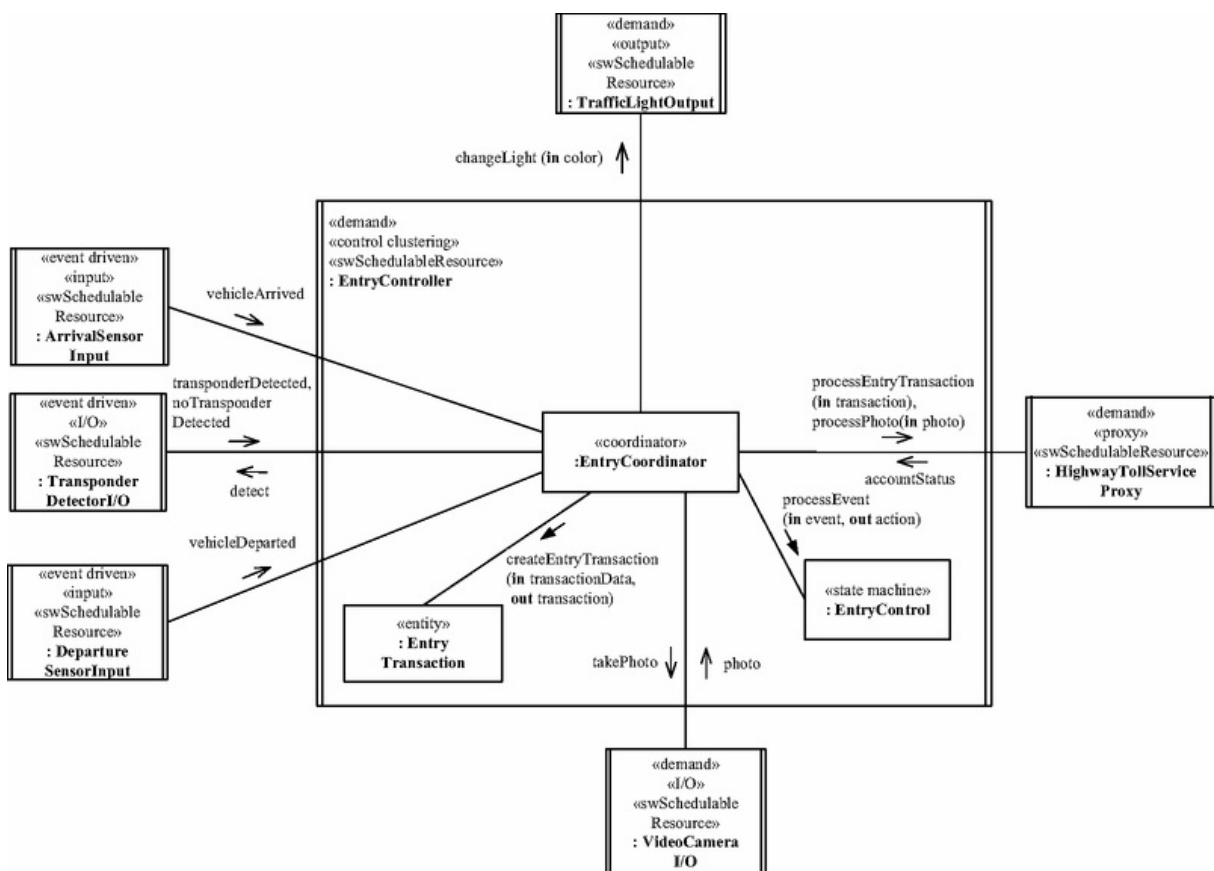 «demand»
«output»
«swSchedulable
Resource»
: TrafficLightOutput
changeLight (in color)
«demand»
«control clustering»
«swSchedulableResource»
: EntryController
«event driven»
«input»
«swSchedulable
Resource»
: ArrivalSensor
Input
vehicleArrived
transponderDetected,
noTransponder
Detected
«event driven»
«I/O»
«swSchedulable
Resource»
: Transponder
DetectorI/O
detect
«coordinator»
:EntryCoordinator
processEntryTransaction
(in transaction),
processPhoto(in photo)
accountStatus
«demand»
«proxy»
«swSchedulableResource»
: HighwayTollService
Proxy
processEvent
(in event, out action)
vehicleDeparted
«event driven»
«input»
«swSchedulable
Resource»
: Departure
SensorInput
createEntryTransaction
(in transactionData,
out transaction)
«state machine»
: EntryControl
«entity»
: Entry
Transaction
takePhoto
photo
«demand»
«I/O»
«swSchedulable
Resource»
: VideoCamera
I/O